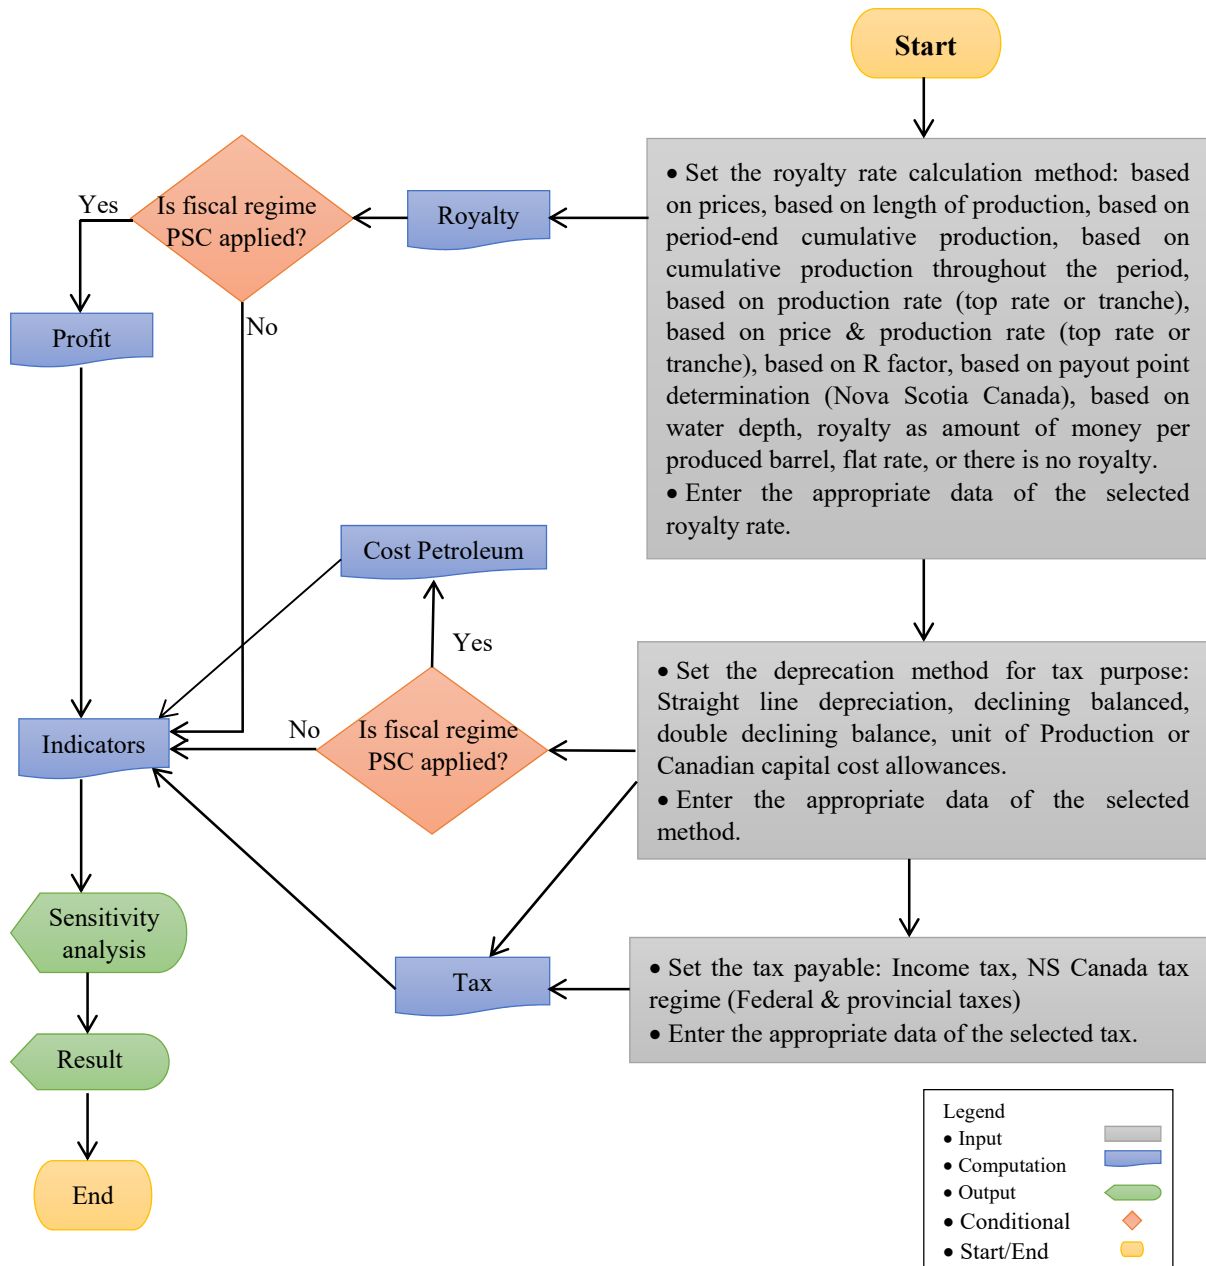 Start
• Set the royalty rate calculation method: based
on prices, based on length of production, based on
period-end cumulative production, based on
cumulative production throughout the period,
based on production rate (top rate or tranche),
based on price & production rate (top rate or
tranche), based on R factor, based on payout point
determination (Nova Scotia Canada), based on
water depth, royalty as amount of money per
produced barrel, flat rate, or there is no royalty.
• Enter the appropriate data of the selected
royalty rate.
Royalty
Is fiscal regime
PSC applied?
Yes
No
Profit
Cost Petroleum
Yes
• Set the deprecation method for tax purpose:
Straight line depreciation, declining balanced,
double declining balance, unit of Production or
Canadian capital cost allowances.
• Enter the appropriate data of the selected
method.
Is fiscal regime
PSC applied?
No
Indicators
Sensitivity
analysis
Tax
• Set the tax payable: Income tax, NS Canada tax
regime (Federal & provincial taxes)
• Enter the appropriate data of the selected tax.
Result
End
Legend
• Input
• Computation
• Output
• Conditional
• Start/End